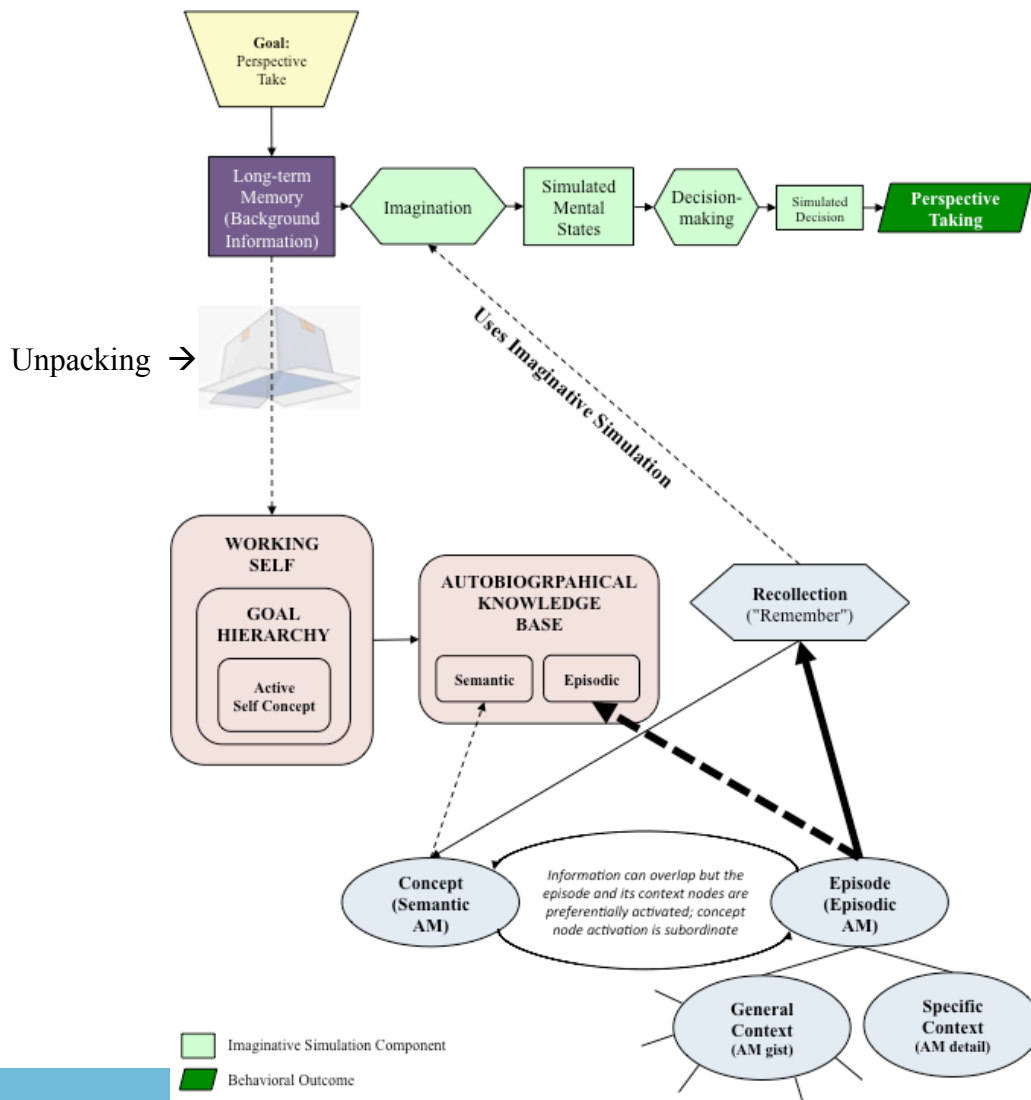 Goal:
Perspective
Take
Long-term
Memory
(Background
Information)
Imagination
Simulated
Mental
States
Decision-
making
Simulated
Decision
Perspective
Taking
Unpacking →
Uses Imaginative Simulation
WORKING
SELF
GOAL
HIERARCHY
Active
Self Concept
AUTOBIOGRPAHICAL
KNOWLEDGE
BASE
Semantic
Episodic
Recollection
("Remember")
Concept
(Semantic
AM)
Information can overlap but the
episode and its context nodes are
preferentially activated; concept
node activation is subordinate
Episode
(Episodic
AM)
General
Context
(AM gist)
Specific
Context
(AM detail)
Imaginative Simulation Component
Behavioral Outcome